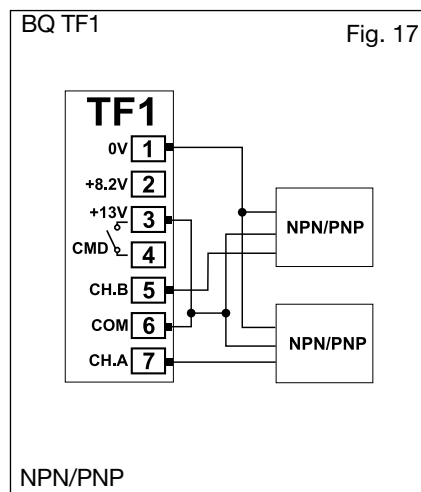 BQ TF1
Fig. 17
TF1
0V 1
+8.2V 2
+13V 3
CMD 4
CH.B 5
COM 6
CH.A 7
NPN/PNP
NPN/PNP
NPN/PNP